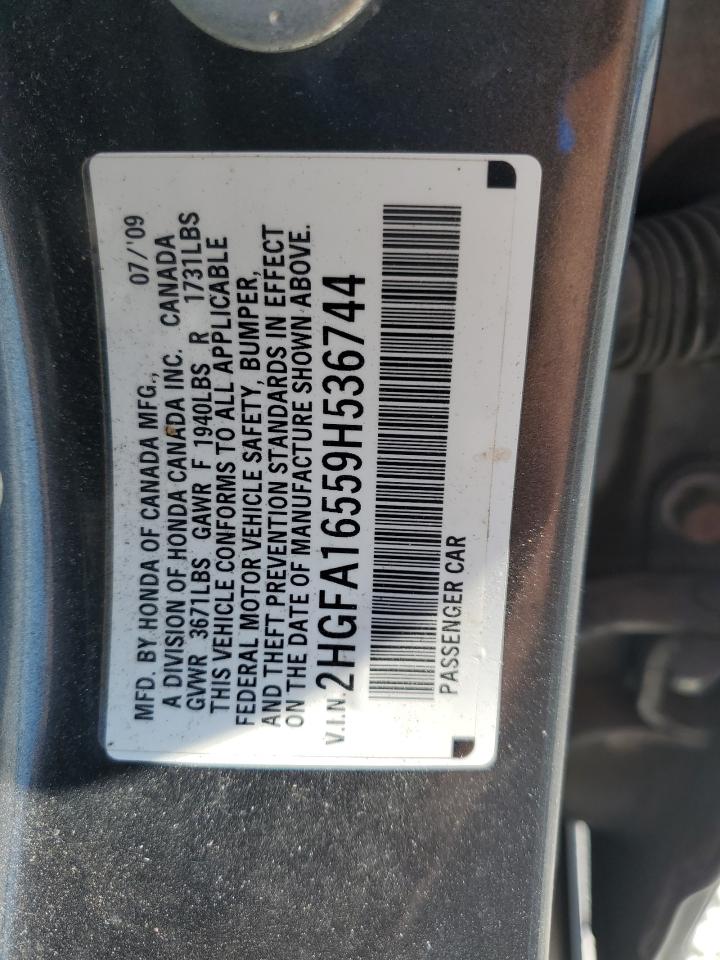 MFD. BY HONDA OF CANADA MFG., 07/'09
A DIVISION OF HONDA CANADA INC. CANADA
GVWR 3671LBS GAWR F 1940LBS R 1731LBS
THIS VEHICLE CONFORMS TO ALL APPLICABLE
FEDERAL MOTOR VEHICLE SAFETY, BUMPER,
AND THEFT PREVENTION STANDARDS IN EFFECT
ON THE DATE OF MANUFACTURE SHOWN ABOVE.
V.I.N. 2HGFA16559H536744
PASSENGER CAR